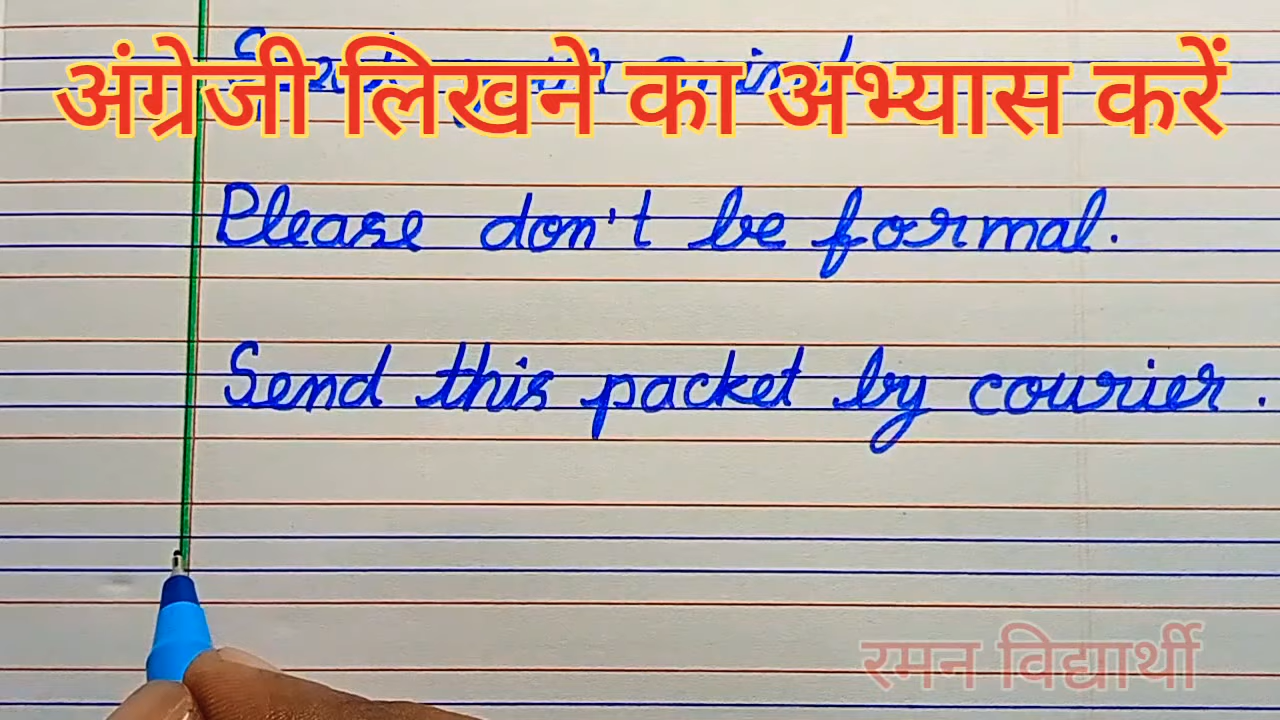 अंग्रेजी लिखने का अभ्यास करें
Please don't be formal.
Send this packet by courier.
रमन विद्यार्थी